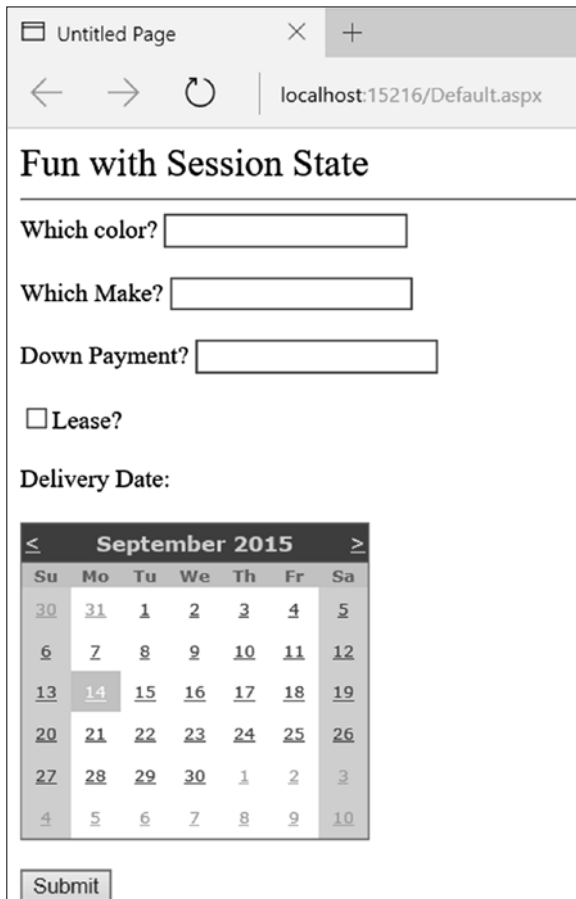 Untitled Page
localhost:15216/Default.aspx
Fun with Session State
Which color?
Which Make?
Down Payment?
Lease?
Delivery Date:
< September 2015 >
Su Mo Tu We Th Fr Sa
30 31 1 2 3 4 5
6 7 8 9 10 11 12
13 14 15 16 17 18 19
20 21 22 23 24 25 26
27 28 29 30 1 2 3
4 5 6 7 8 9 10
Submit